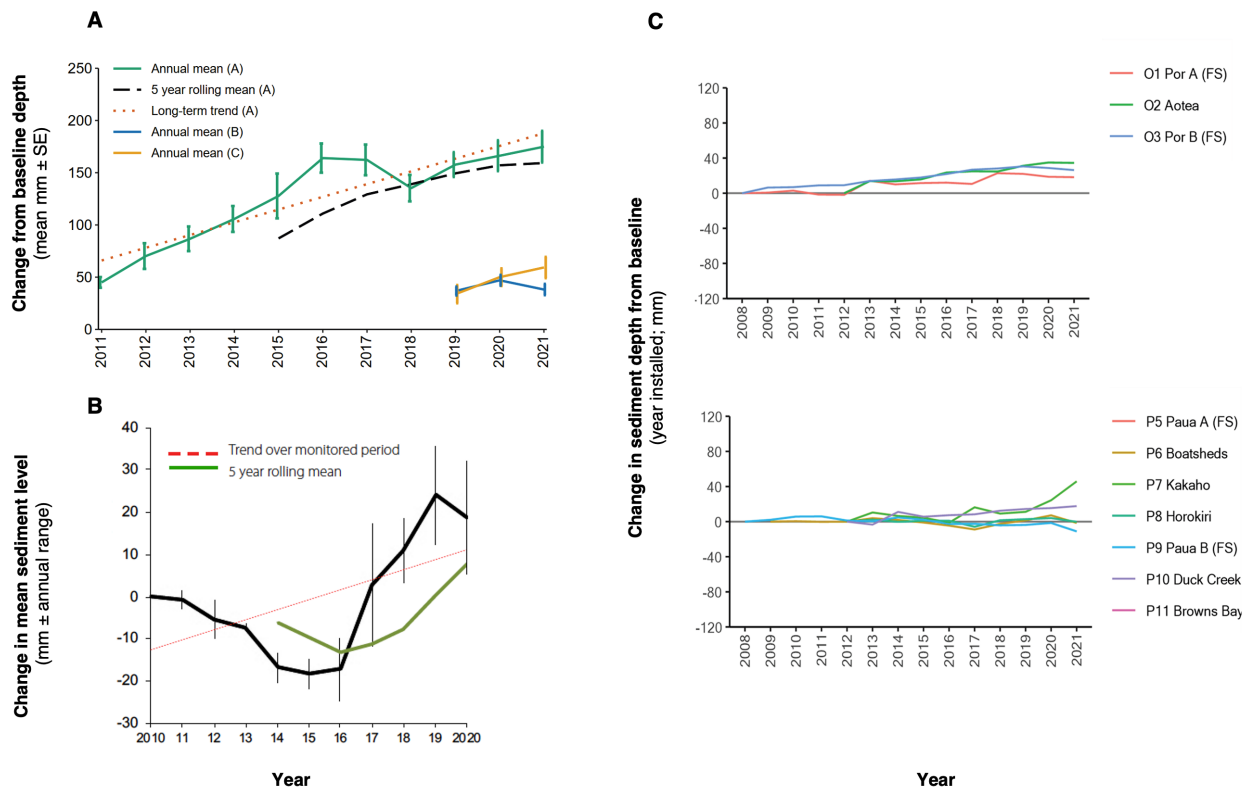 A
Change from baseline depth
(mean mm ± SE)
250
200
150
100
50
0
Annual mean (A)
5 year rolling mean (A)
Long-term trend (A)
Annual mean (B)
Annual mean (C)
2011
2012
2013
2014
2015
2016
2017
2018
2019
2020
2021
B
Change in mean sediment level
(mm ± annual range)
40
30
20
10
0
-10
-20
-30
Trend over monitored period
5 year rolling mean
2010
11
12
13
14
15
16
17
18
19
2020
Year
C
Change in sediment depth from baseline
(year installed; mm)
120
80
40
0
-40
-80
-120
2008
2009
2010
2011
2012
2013
2014
2015
2016
2017
2018
2019
2020
2021
O1 Por A (FS)
O2 Aotea
O3 Por B (FS)
120
80
40
0
-40
-80
-120
2008
2009
2010
2011
2012
2013
2014
2015
2016
2017
2018
2019
2020
2021
P5 Paua A (FS)
P6 Boatsheds
P7 Kakaho
P8 Horokiri
P9 Paua B (FS)
P10 Duck Creek
P11 Browns Bay
Year